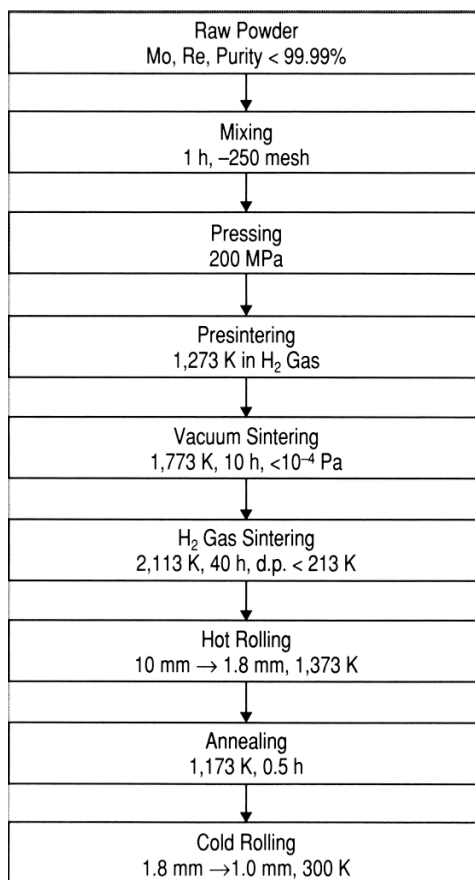 Raw Powder
Mo, Re, Purity < 99.99%
Mixing
1 h, –250 mesh
Pressing
200 MPa
Presintering
1,273 K in H₂ Gas
Vacuum Sintering
1,773 K, 10 h, <10⁻⁴ Pa
H₂ Gas Sintering
2,113 K, 40 h, d.p. < 213 K
Hot Rolling
10 mm → 1.8 mm, 1,373 K
Annealing
1,173 K, 0.5 h
Cold Rolling
1.8 mm →1.0 mm, 300 K